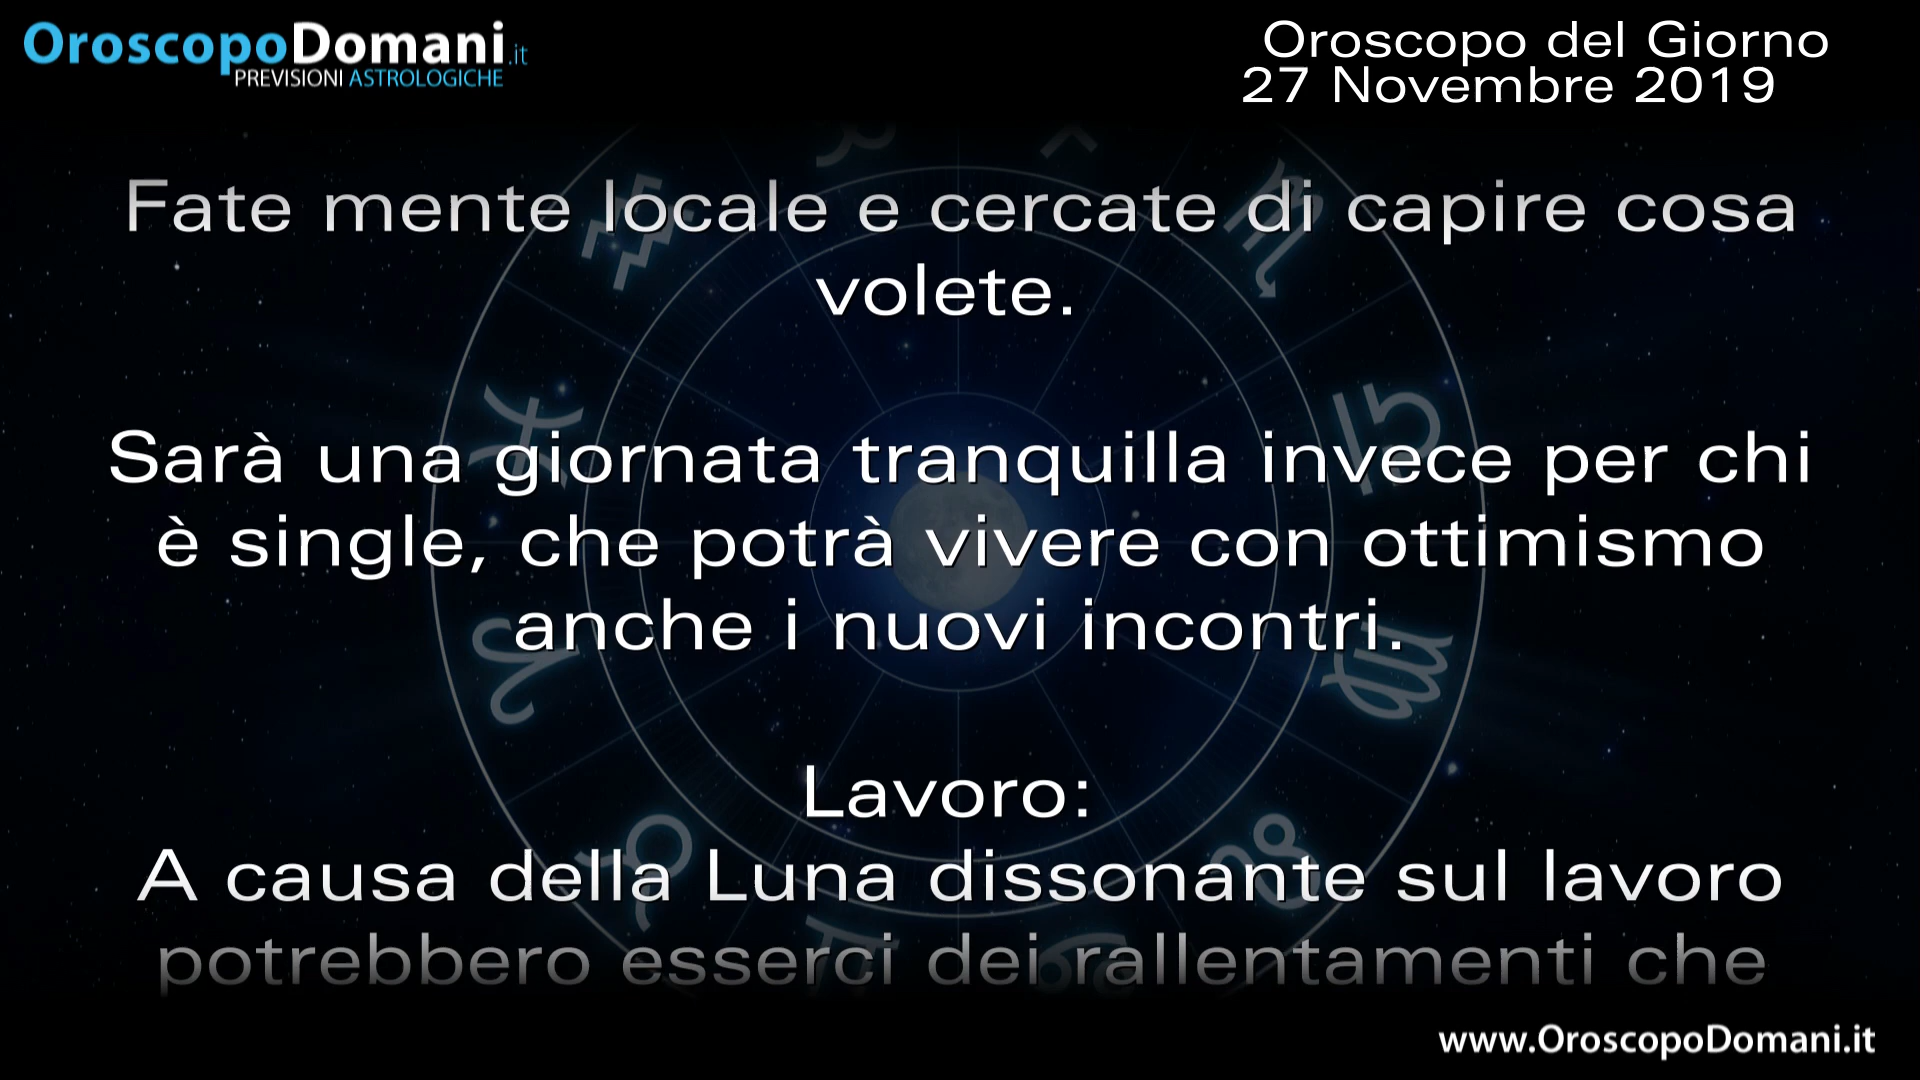 OroscopoDomani.it
PREVISIONI ASTROLOGICHE
Oroscopo del Giorno
27 Novembre 2019
Fate mente locale e cercate di capire cosa
volete.
Sarà una giornata tranquilla invece per chi
è single, che potrà vivere con ottimismo
anche i nuovi incontri.
Lavoro:
A causa della Luna dissonante sul lavoro
potrebbero esserci dei rallentamenti che
www.OroscopoDomani.it